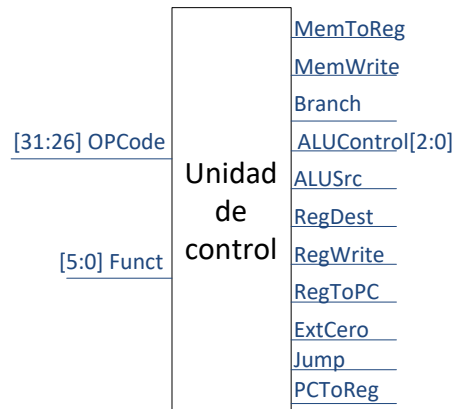 [31:26] OPCode
[5:0] Funct
Unidad
de
control
MemToReg
MemWrite
Branch
ALUControl[2:0]
ALUSrc
RegDest
RegWrite
RegToPC
ExtCero
Jump
PCToReg